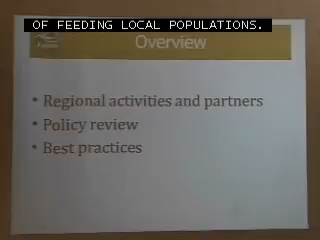 OF FEEDING LOCAL POPULATIONS.
Overview
• Regional activities and partners
• Policy review
• Best practices